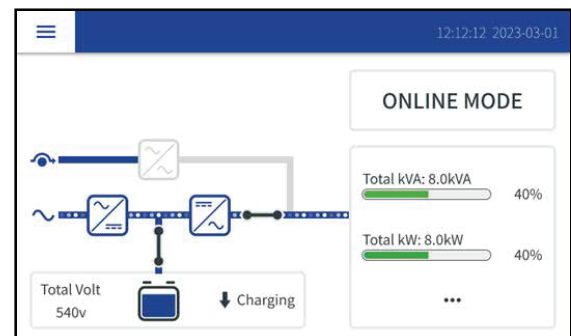 12:12:12 2023-03-01
ONLINE MODE
Total kVA: 8.0kVA
40%
Total kW: 8.0kW
40%
•••
Total Volt
540v
Charging